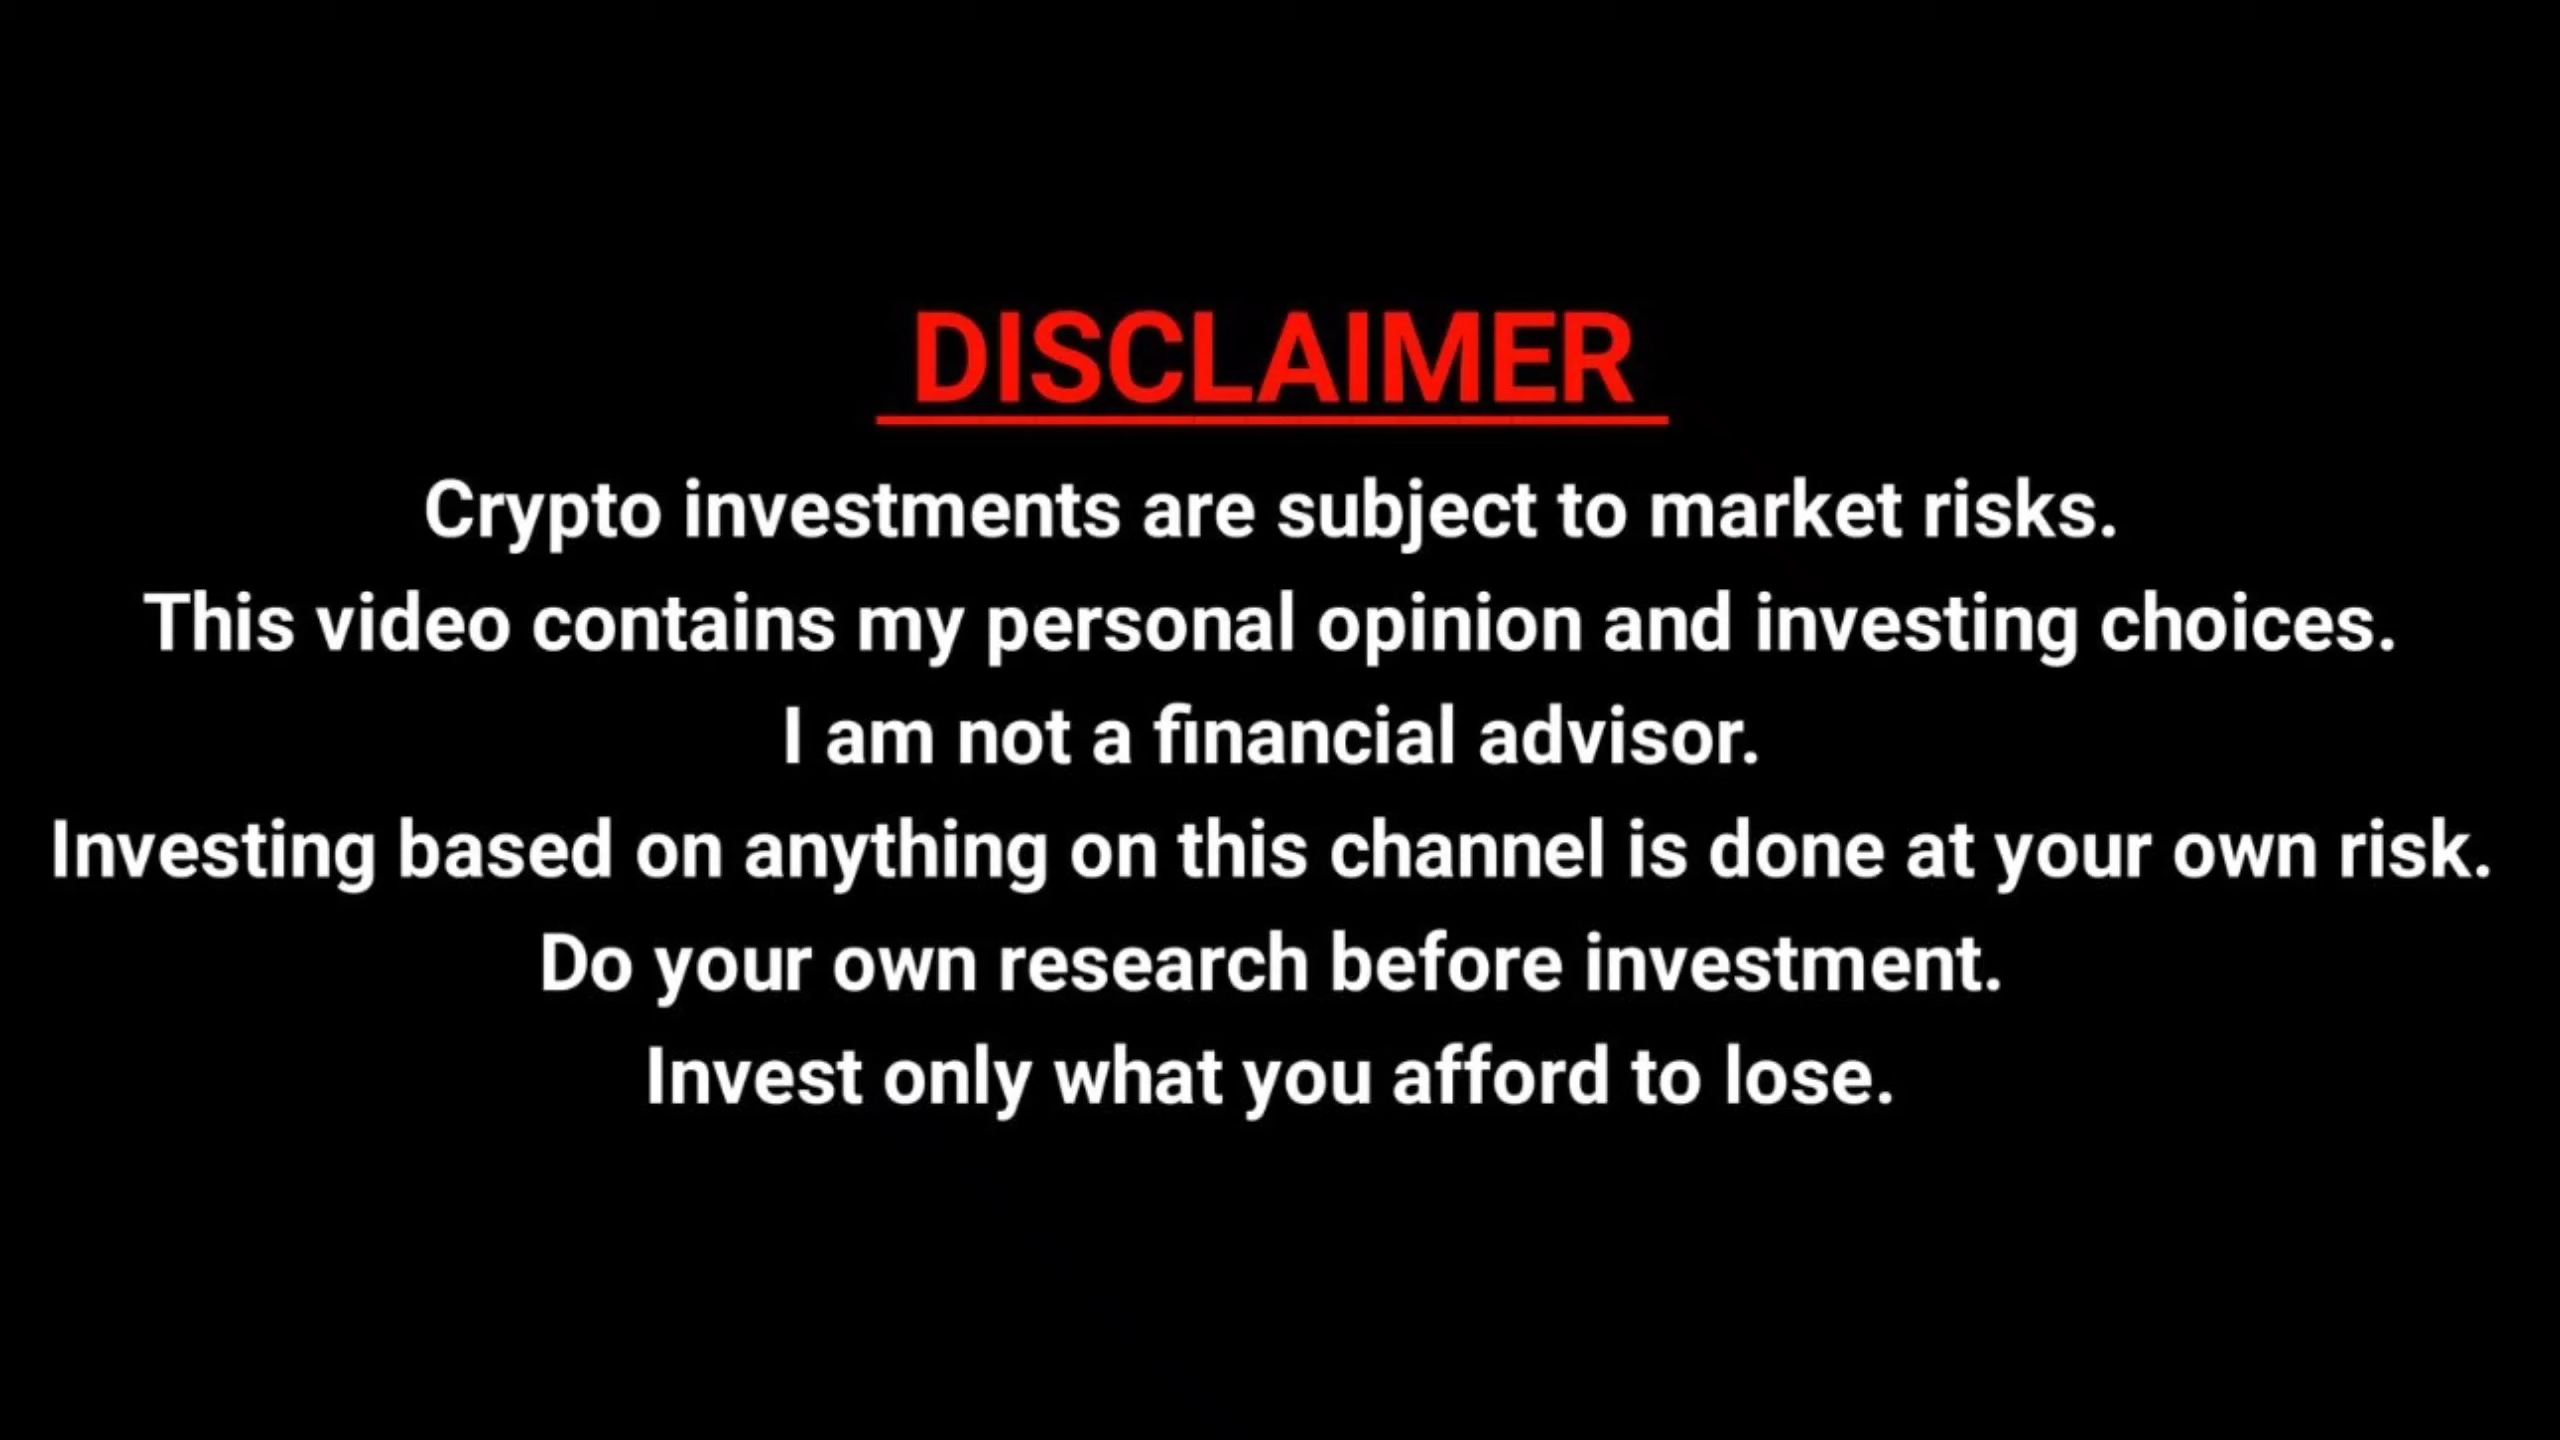 DISCLAIMER
Crypto investments are subject to market risks.
This video contains my personal opinion and investing choices.
I am not a financial advisor.
Investing based on anything on this channel is done at your own risk.
Do your own research before investment.
Invest only what you afford to lose.